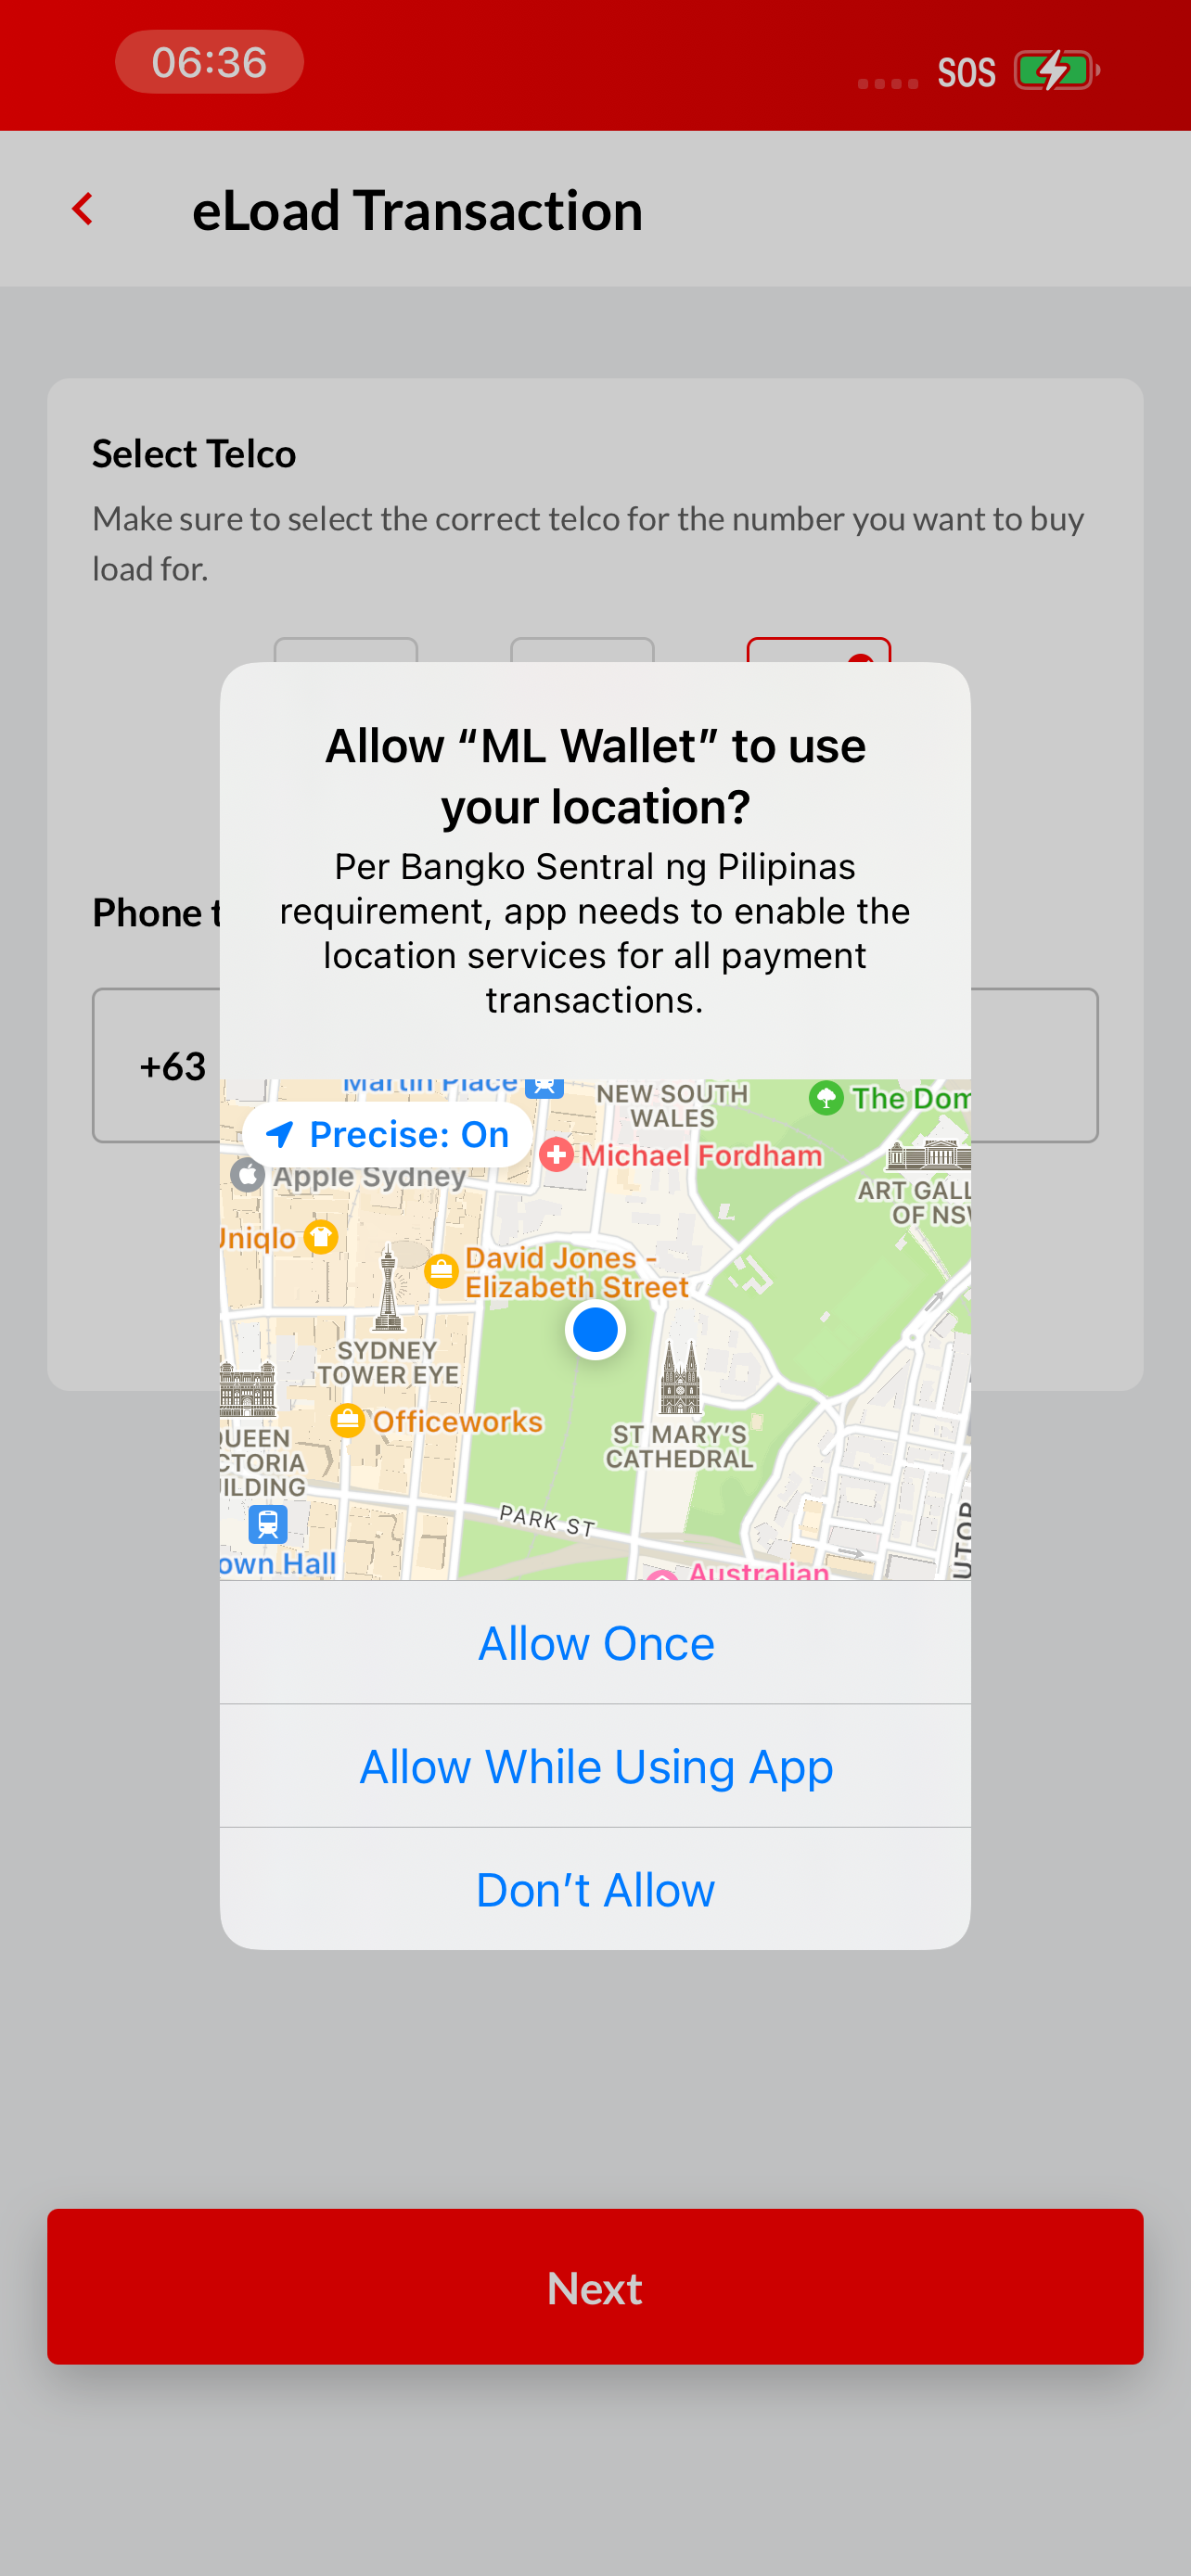 06:36
SOS
eLoad Transaction
Select Telco
Make sure to select the correct telco for the number you want to buy
load for.
Allow “ML Wallet” to use
your location?
Per Bangko Sentral ng Pilipinas
requirement, app needs to enable the
location services for all payment
transactions.
Phone
+63
Martin Place
Precise: On
NEW SOUTH
WALES
The Dom
Michael Fordham
Apple Sydney
ART GALL
OF NSW
Uniqlo
David Jones -
Elizabeth Street
SYDNEY
TOWER EYE
Officeworks
QUEEN
CTORIA
UILDING
ST MARY'S
CATHEDRAL
PARK ST
own Hall
Australian
UTOR
Allow Once
Allow While Using App
Don’t Allow
Next